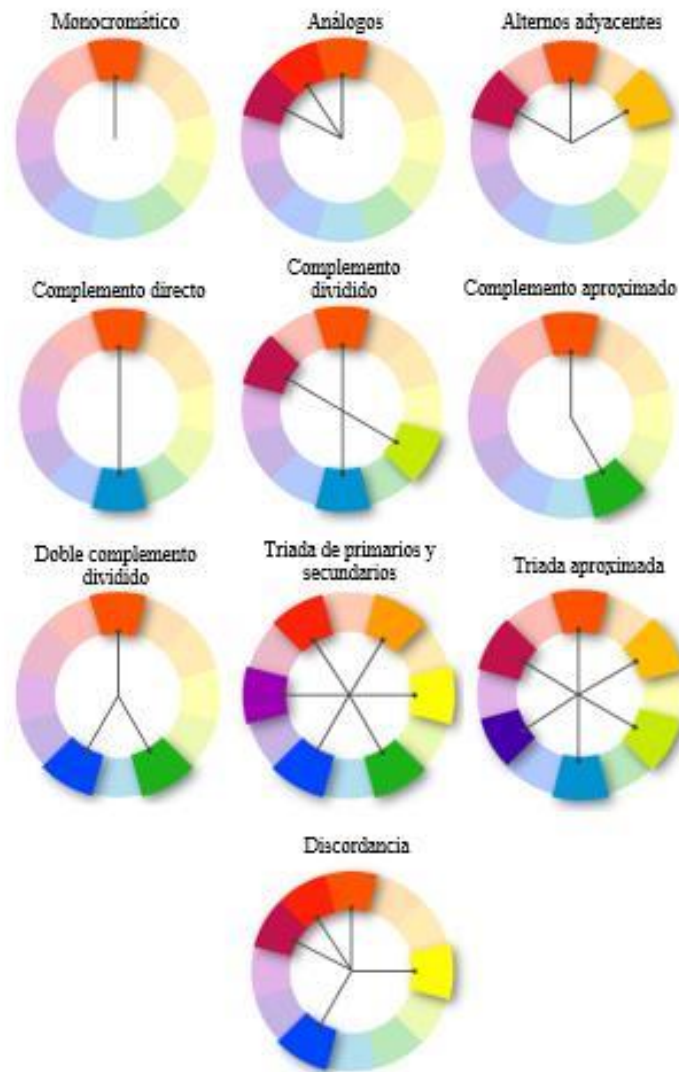 Monocromático
Análogos
Alternos adyacentes
Complemento directo
Complemento
dividido
Complemento aproximado
Doble complemento
dividido
Triada de primarios y
secundarios
Triada aproximada
Discordancia